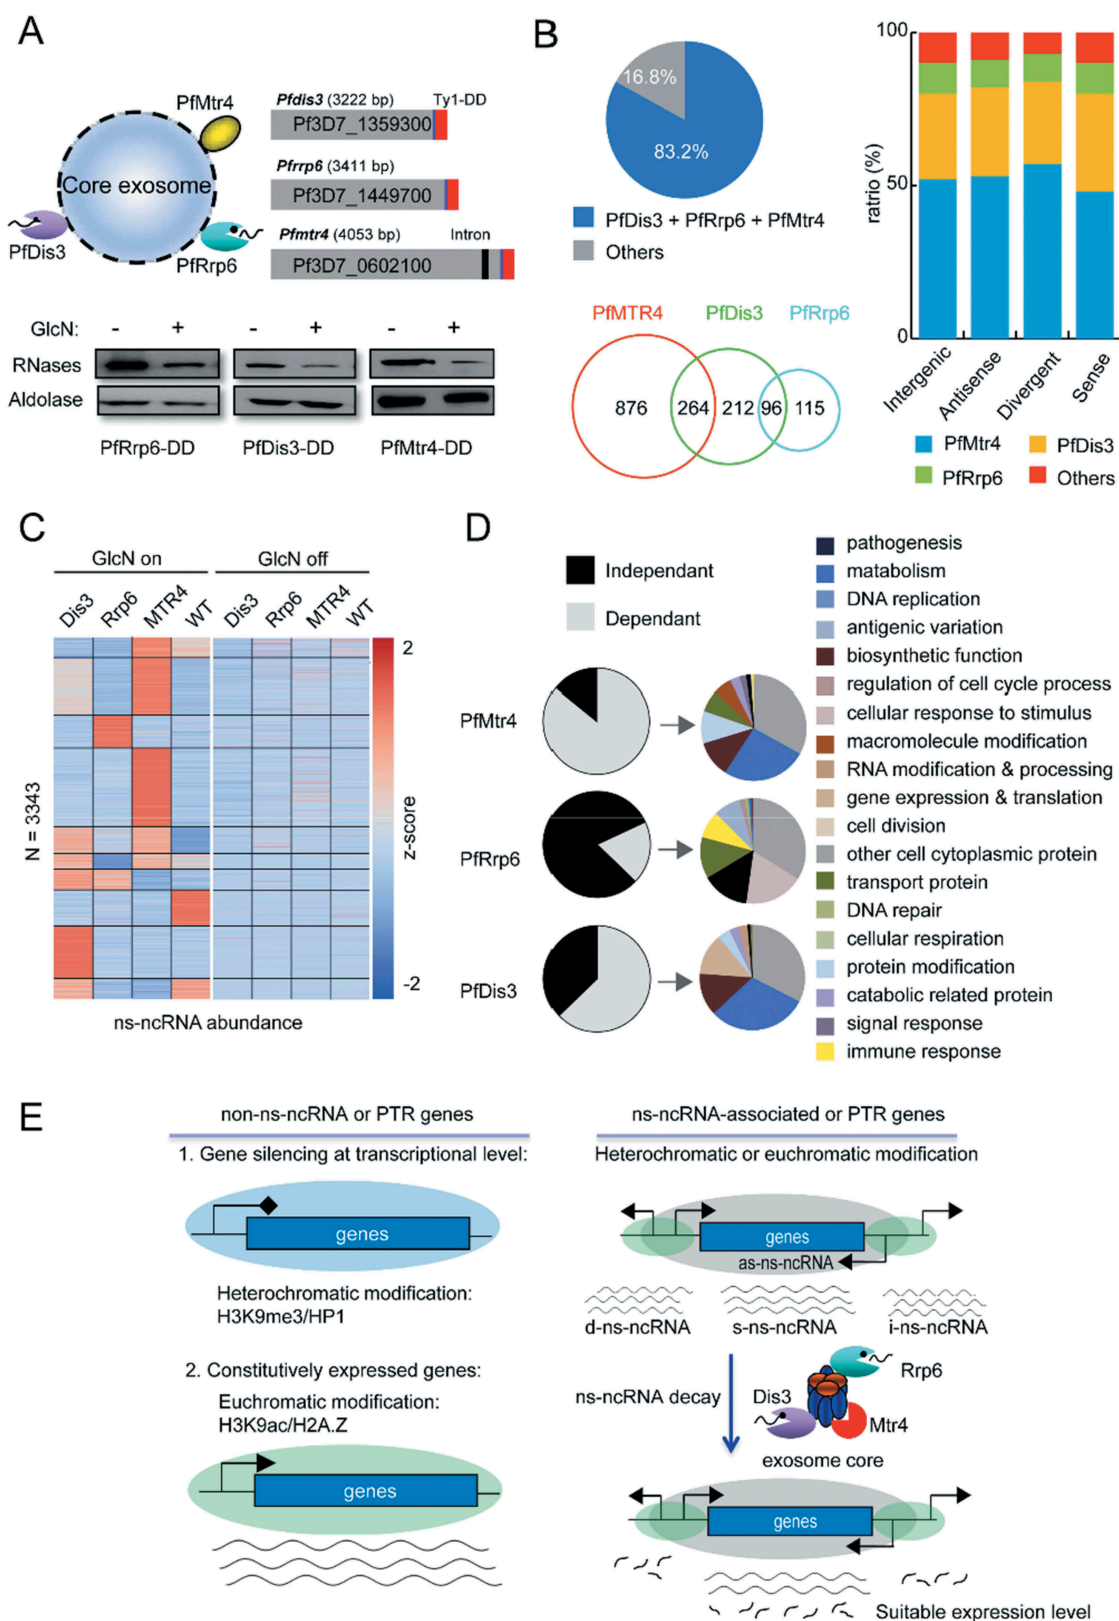 A
PfMtr4
Core exosome
PfDis3
PfRrp6
Pfdis3 (3222 bp)
Ty1-DD
Pf3D7_1359300
Pfrrp6 (3411 bp)
Pf3D7_1449700
Pfmtr4 (4053 bp)
Intron
Pf3D7_0602100
GlcN: - + - + - +
RNases
Aldolase
PfRrp6-DD
PfDis3-DD
PfMtr4-DD
B
16.8%
83.2%
PfDis3 + PfRrp6 + PfMtr4
Others
PfMTR4
PfDis3
PfRrp6
876
264
212
96
115
100
50
0
ratrio (%)
Intergenic
Antisense
Divergent
Sense
PfMtr4
PfDis3
PfRrp6
Others
C
GlcN on
GlcN off
Dis3
Rrp6
MTR4
WT
Dis3
Rrp6
MTR4
WT
N = 3343
2
z-score
-2
ns-ncRNA abundance
D
Independant
Dependant
PfMtr4
PfRrp6
PfDis3
pathogenesis
matabolism
DNA replication
antigenic variation
biosynthetic function
regulation of cell cycle process
cellular response to stimulus
macromolecule modification
RNA modification & processing
gene expression & translation
cell division
other cell cytoplasmic protein
transport protein
DNA repair
cellular respiration
protein modification
catabolic related protein
signal response
immune response
E
non-ns-ncRNA or PTR genes
1. Gene silencing at transcriptional level:
genes
Heterochromatic modification:
H3K9me3/HP1
2. Constitutively expressed genes:
Euchromatic modification:
H3K9ac/H2A.Z
genes
ns-ncRNA-associated or PTR genes
Heterochromatic or euchromatic modification
genes
as-ns-ncRNA
d-ns-ncRNA
s-ns-ncRNA
i-ns-ncRNA
ns-ncRNA decay
Rrp6
Dis3
Mtr4
exosome core
genes
Suitable expression level